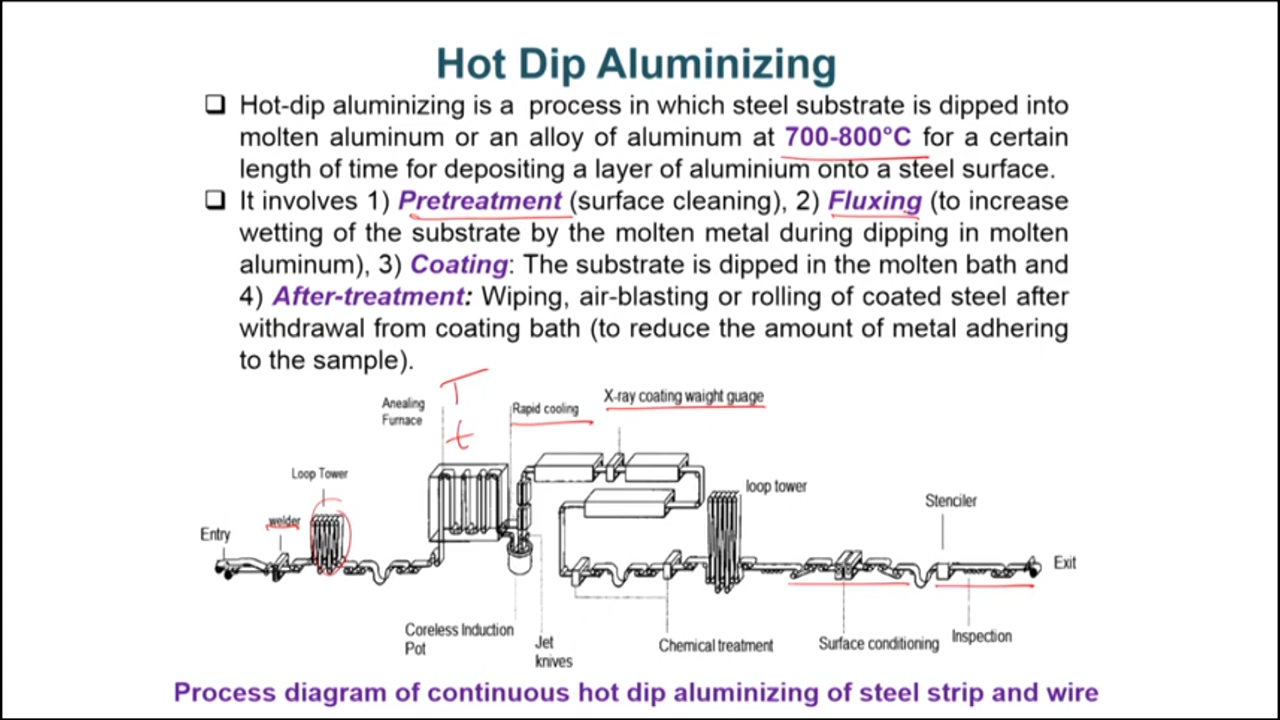 Hot Dip Aluminizing
❑ Hot-dip aluminizing is a process in which steel substrate is dipped into
molten aluminum or an alloy of aluminum at 700-800°C for a certain
length of time for depositing a layer of aluminium onto a steel surface.
❑ It involves 1) Pretreatment (surface cleaning), 2) Fluxing (to increase
wetting of the substrate by the molten metal during dipping in molten
aluminum), 3) Coating: The substrate is dipped in the molten bath and
4) After-treatment: Wiping, air-blasting or rolling of coated steel after
withdrawal from coating bath (to reduce the amount of metal adhering
to the sample).
T
t
Anealing
Furnace
Rapid cooling
X-ray coating weight guage
Loop Tower
loop tower
Stenciler
welder
Entry
Exit
Coreless Induction
Pot
Jet
knives
Chemical treatment
Surface conditioning
Inspection
Process diagram of continuous hot dip aluminizing of steel strip and wire